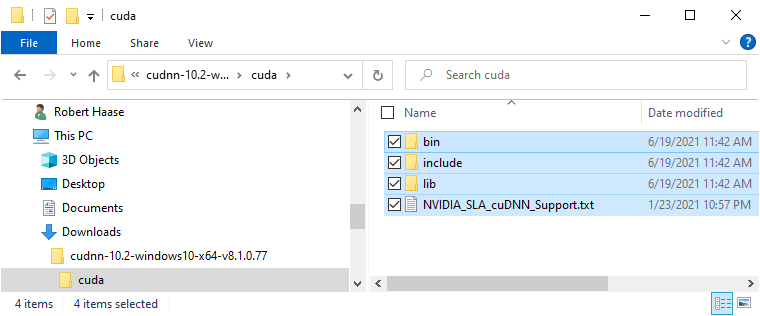 cuda
File Home Share View
cudnn-10.2-w... cuda Search cuda
Robert Haase
This PC
3D Objects
Desktop
Documents
Downloads
cudnn-10.2-windows10-x64-v8.1.0.77
cuda
Name Date modified
bin 6/19/2021 11:42 AM
include 6/19/2021 11:42 AM
lib 6/19/2021 11:42 AM
NVIDIA_SLA_cuDNN_Support.txt 1/23/2021 10:57 PM
4 items 4 items selected